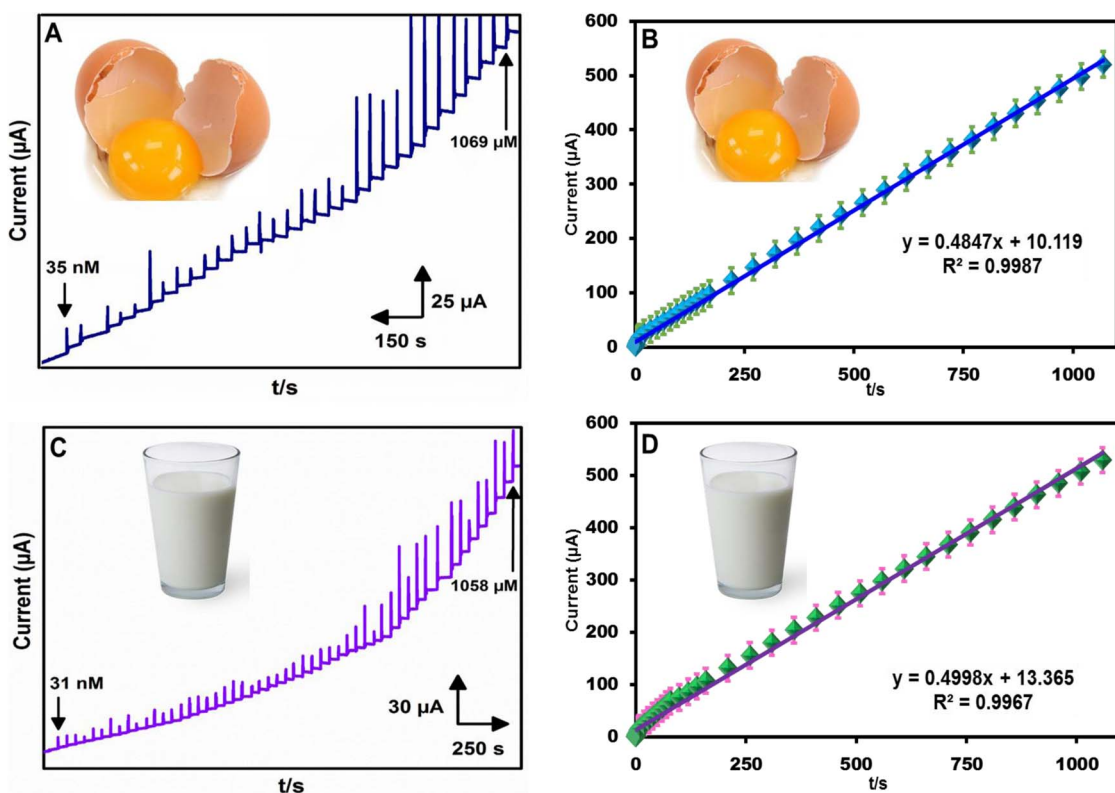 A
Current (µA)
35 nM
1069 µM
25 µA
150 s
t/s
B
Current (µA)
600
500
400
300
200
100
0
y = 0.4847x + 10.119
R² = 0.9987
0
250
500
750
1000
t/s
C
Current (µA)
31 nM
1058 µM
30 µA
250 s
t/s
D
Current (µA)
600
500
400
300
200
100
0
y = 0.4998x + 13.365
R² = 0.9967
0
250
500
750
1000
t/s